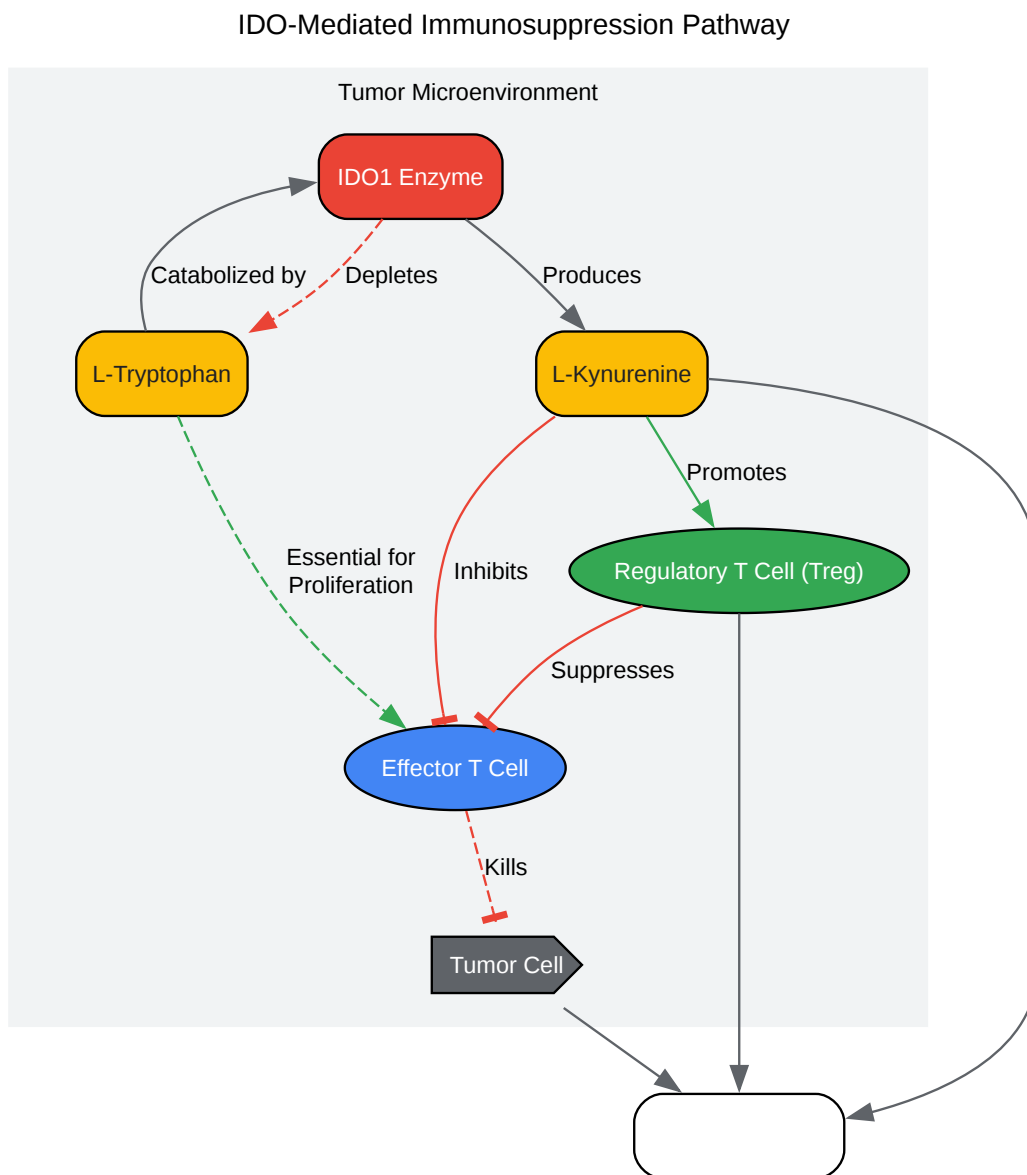 IDO-Mediated Immunosuppression Pathway
Tumor Microenvironment
IDO1 Enzyme
Catabolized by
Depletes
Produces
L-Tryptophan
L-Kynurenine
Promotes
Essential for
Proliferation
Inhibits
Regulatory T Cell (Treg)
Suppresses
Effector T Cell
Kills
Tumor Cell